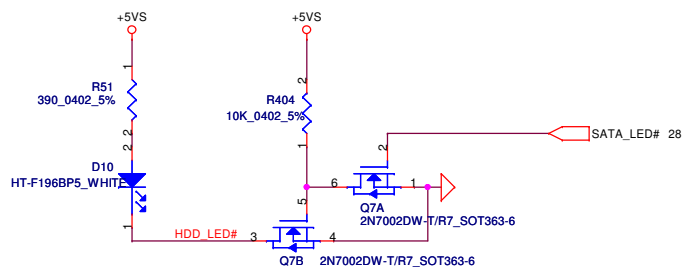 +5VS
+5VS
1
R51
390_0402_5%
2
2
R404
10K_0402_5%
1
2
D10
HT-F196BP5_WHITE
1
SATA_LED# 28
2
6
1
Q7A
2N7002DW-T/R7_SOT363-6
5
HDD_LED#
3
4
Q7B
2N7002DW-T/R7_SOT363-6